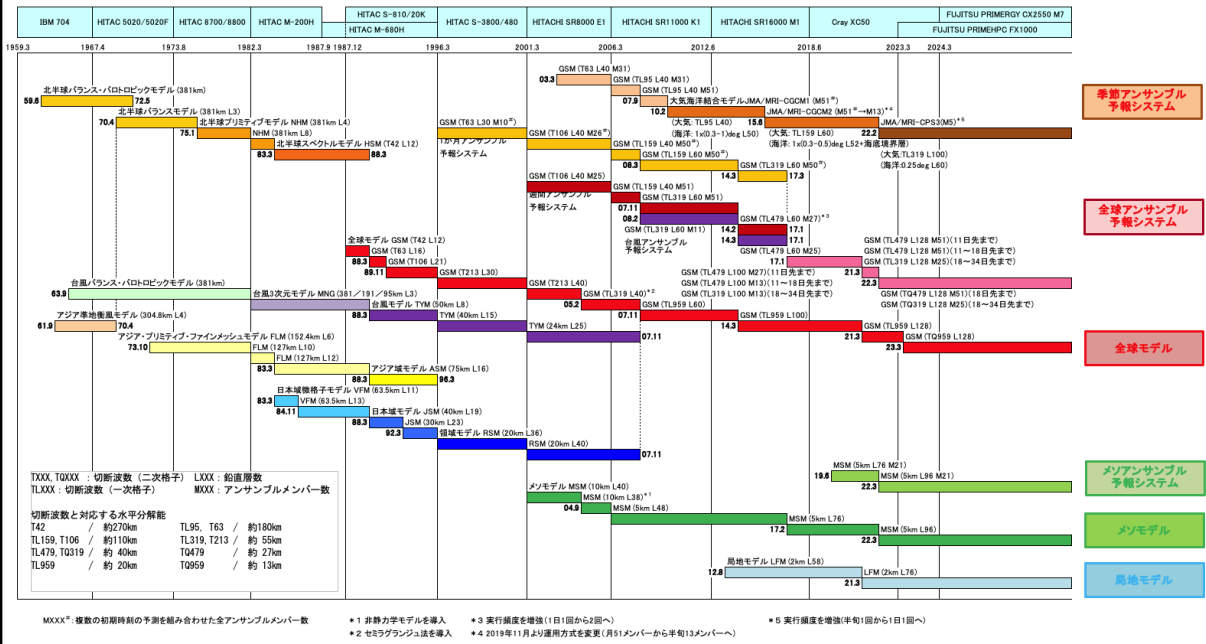 IBM 704
HITAC 5020/5020F
HITAC 8700/8800
HITAC M-200H
HITAC S-810/20K
HITAC M-680H
HITAC S-3800/480
HITACHI SR8000 E1
HITACHI SR11000 K1
HITACHI SR16000 M1
Cray XC50
FUJITSU PRIMERGY CX2550 M7
FUJITSU PRIMEHPC FX1000
1959.3 1967.4 1973.8 1982.3 1987.9 1987.12 1996.3 2001.3 2006.3 2012.6 2018.6 2023.3 2024.3
GSM (T63 L40 M31)
03.3
GSM (TL95 L40 M31)
GSM (TL95 L40 M51)
07.9
大気海洋結合モデルJMA/MRI-CGCM1 (M51※)
10.2
JMA/MRI-CGCM2 (M51※→M13)*4
(大気: TL95 L40)
(海洋: 1x(0.3-1)deg L50)
15.6
JMA/MRI-CPS3(M5)*5
(大気: TL159 L60)
(海洋: 1x(0.3-0.5)deg L52+海底境界層)
22.2
(大気:TL319 L100)
(海洋:0.25deg L60)
季節アンサンブル
予報システム
北半球バランス・バロトロピックモデル (381km)
59.6
72.5
北半球バランスモデル (381km L3)
70.4
北半球プリミティブモデル NHM (381km L4)
75.1
NHM (381km L8)
北半球スペクトルモデル HSM (T42 L12)
83.3
88.3
GSM (T63 L30 M10※)
1か月アンサンブル
予報システム
GSM (T106 L40 M26※)
GSM (TL159 L40 M50※)
GSM (TL159 L60 M50※)
08.3
GSM (TL319 L60 M50※)
14.3
17.3
GSM (T106 L40 M25)
週間アンサンブル
予報システム
GSM (TL159 L40 M51)
GSM (TL319 L60 M51)
07.11
08.2
GSM (TL479 L60 M27)*3
GSM (TL319 L60 M11)
14.2
17.1
台風アンサンブル
予報システム
14.3
17.1
GSM (TL479 L60 M25)
17.1
GSM (TL479 L128 M51)(11日先まで)
GSM (TL479 L128 M51)(11～18日先まで)
GSM (TL319 L128 M25)(18～34日先まで)
21.3
GSM (TL479 L100 M27)(11日先まで)
GSM (TL479 L100 M13)(11～18日先まで)
GSM (TL319 L100 M13)(18～34日先まで)
22.3
GSM (TQ479 L128 M51)(18日先まで)
GSM (TQ319 L128 M25)(18～34日先まで)
全球アンサンブル
予報システム
全球モデル GSM (T42 L12)
GSM (T63 L16)
88.3
GSM (T106 L21)
89.11
GSM (T213 L30)
GSM (T213 L40)
GSM (TL319 L40)*2
05.2
GSM (TL959 L60)
07.11
GSM (TL959 L100)
14.3
GSM (TL959 L128)
21.3
GSM (TQ959 L128)
23.3
全球モデル
台風バランス・バロトロピックモデル (381km)
63.9
台風3次元モデル MNG (381／191／95km L3)
台風モデル TYM (50km L8)
88.3
TYM (40km L15)
TYM (24km L25)
07.11
アジア準地衡風モデル (304.8km L4)
61.9
70.4
アジア・プリミティブ・ファインメッシュモデル FLM (152.4km L6)
73.10
FLM (127km L10)
FLM (127km L12)
83.3
アジア域モデル ASM (75km L16)
88.3
96.3
日本域微格子モデル VFM (63.5km L11)
83.3
VFM (63.5km L13)
84.11
日本域モデル JSM (40km L19)
88.3
JSM (30km L23)
92.3
領域モデル RSM (20km L36)
RSM (20km L40)
07.11
MSM (5km L76 M21)
19.6
MSM (5km L96 M21)
22.3
メソアンサンブル
予報システム
メソモデル MSM (10km L40)
MSM (10km L38)*1
04.9
MSM (5km L48)
MSM (5km L76)
17.2
MSM (5km L96)
22.3
メソモデル
局地モデル LFM (2km L58)
12.8
LFM (2km L76)
21.3
局地モデル
TXXX, TQXXX ：切断波数（二次格子） LXXX：鉛直層数
TLXXX：切断波数（一次格子） MXXX：アンサンブルメンバー数
切断波数と対応する水平分解能
T42 / 約270km TL95, T63 / 約180km
TL159, T106 / 約110km TL319, T213 / 約 55km
TL479, TQ319 / 約 40km TQ479 / 約 27km
TL959 / 約 20km TQ959 / 約 13km
MXXX※：複数の初期時刻の予測を組み合わせた全アンサンブルメンバー数
＊1 非静力学モデルを導入
＊3 実行頻度を増強(1日1回から2回へ)
＊5 実行頻度を増強(半旬1回から1日1回へ)
＊2 セミラグランジュ法を導入
＊4 2019年11月より運用方式を変更(月51メンバーから半旬13メンバーへ)